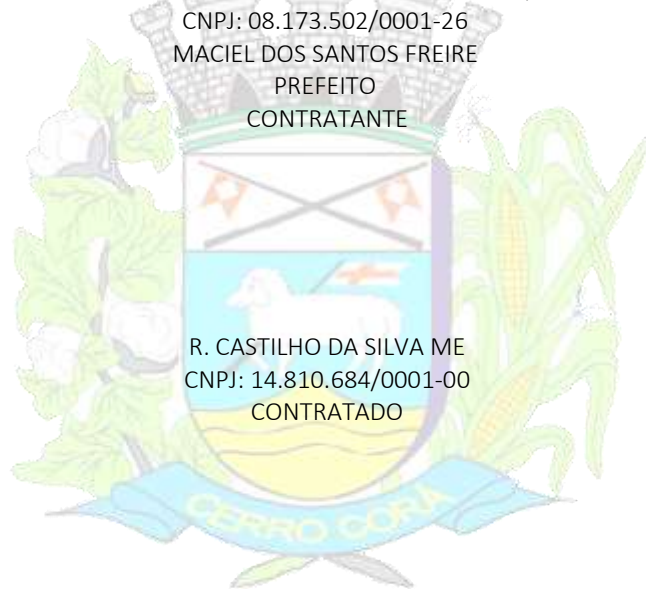 CNPJ: 08.173.502/0001-26
MACIEL DOS SANTOS FREIRE
PREFEITO
CONTRATANTE
R. CASTILHO DA SILVA ME
CNPJ: 14.810.684/0001-00
CONTRATADO
CERRO CORÁ